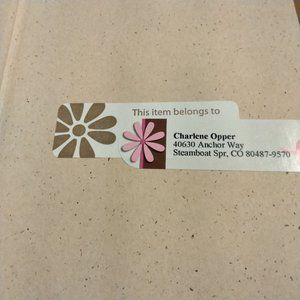 This item belongs to
Charlene Opper
40630 Anchor Way
Steamboat Spr, CO 80487-9570